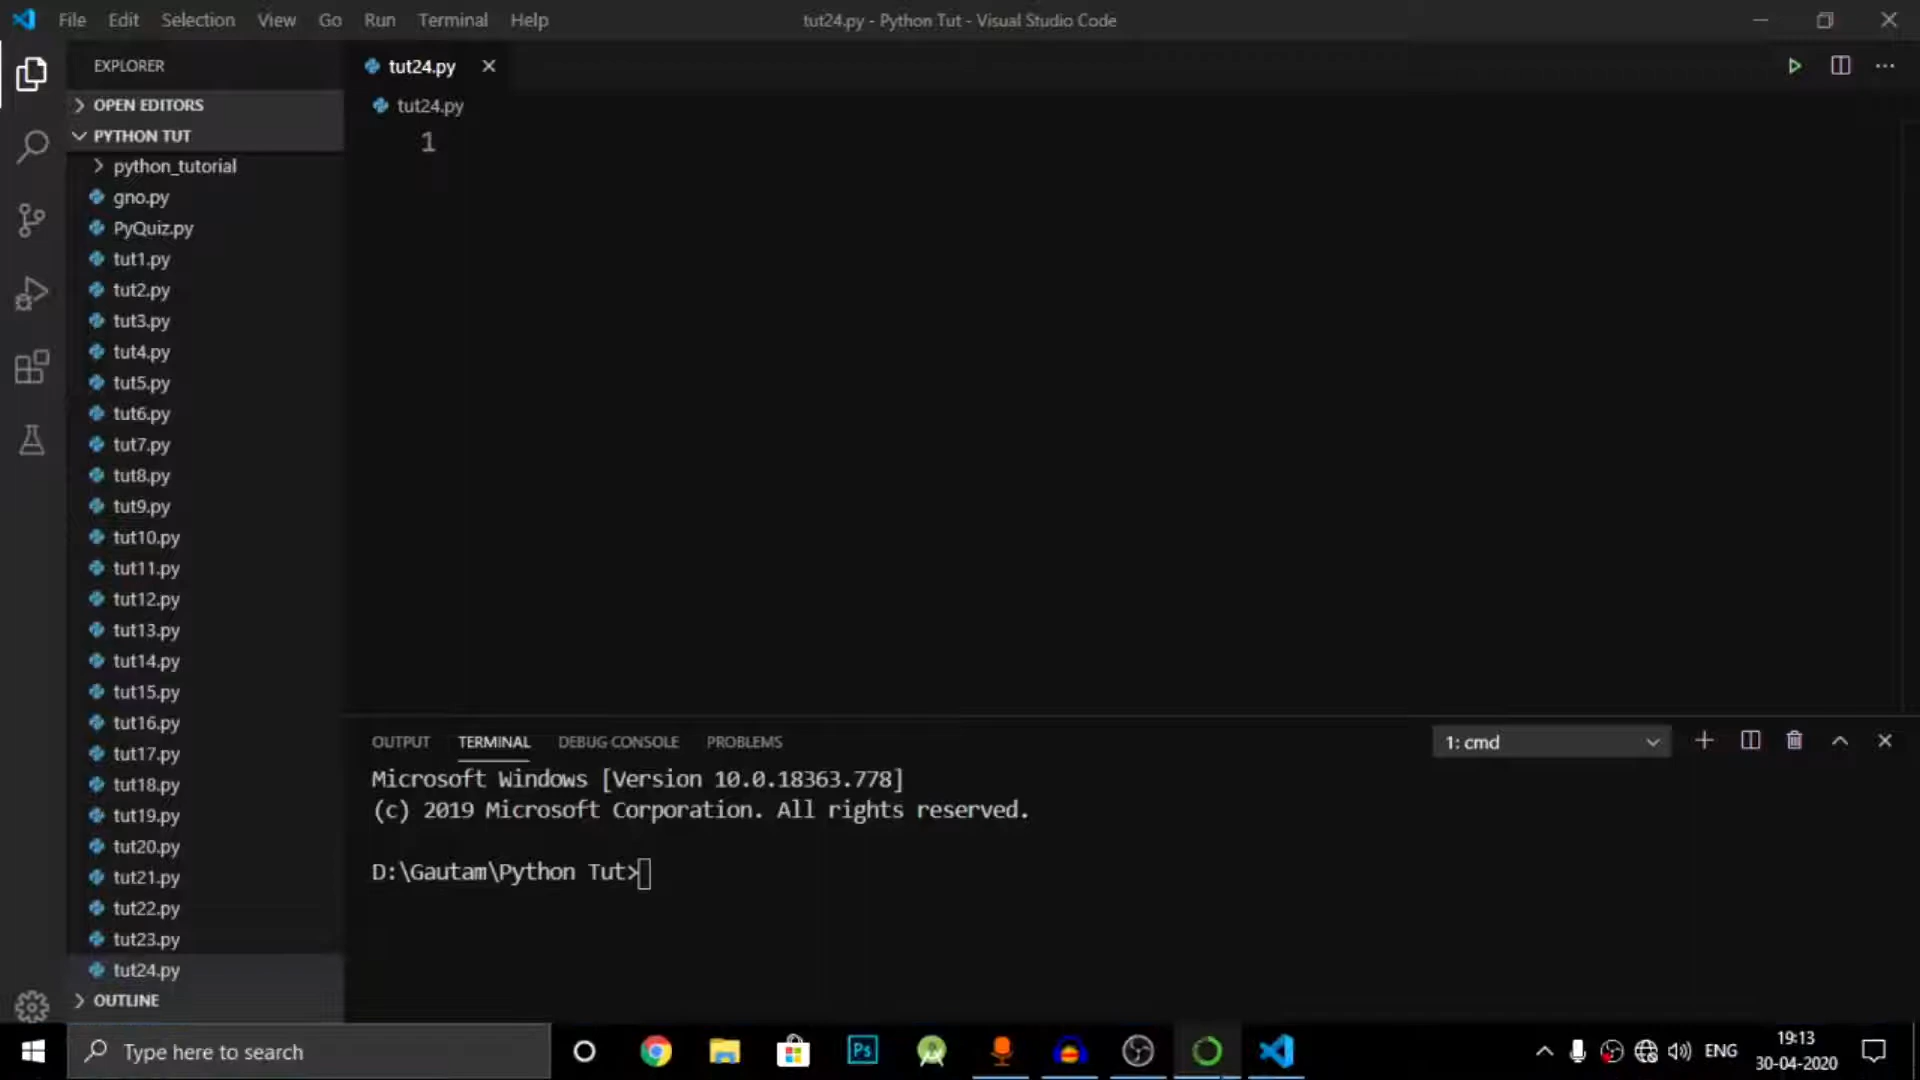 File Edit Selection View Go Run Terminal Help
tut24.py - Python Tut - Visual Studio Code
EXPLORER
OPEN EDITORS
PYTHON TUT
python_tutorial
gno.py
PyQuiz.py
tut1.py
tut2.py
tut3.py
tut4.py
tut5.py
tut6.py
tut7.py
tut8.py
tut9.py
tut10.py
tut11.py
tut12.py
tut13.py
tut14.py
tut15.py
tut16.py
tut17.py
tut18.py
tut19.py
tut20.py
tut21.py
tut22.py
tut23.py
tut24.py
OUTLINE
tut24.py
tut24.py
1
OUTPUT TERMINAL DEBUG CONSOLE PROBLEMS
1: cmd
Microsoft Windows [Version 10.0.18363.778]
(c) 2019 Microsoft Corporation. All rights reserved.
D:\Gautam\Python Tut>
Type here to search
Ps
ENG
19:13
30-04-2020